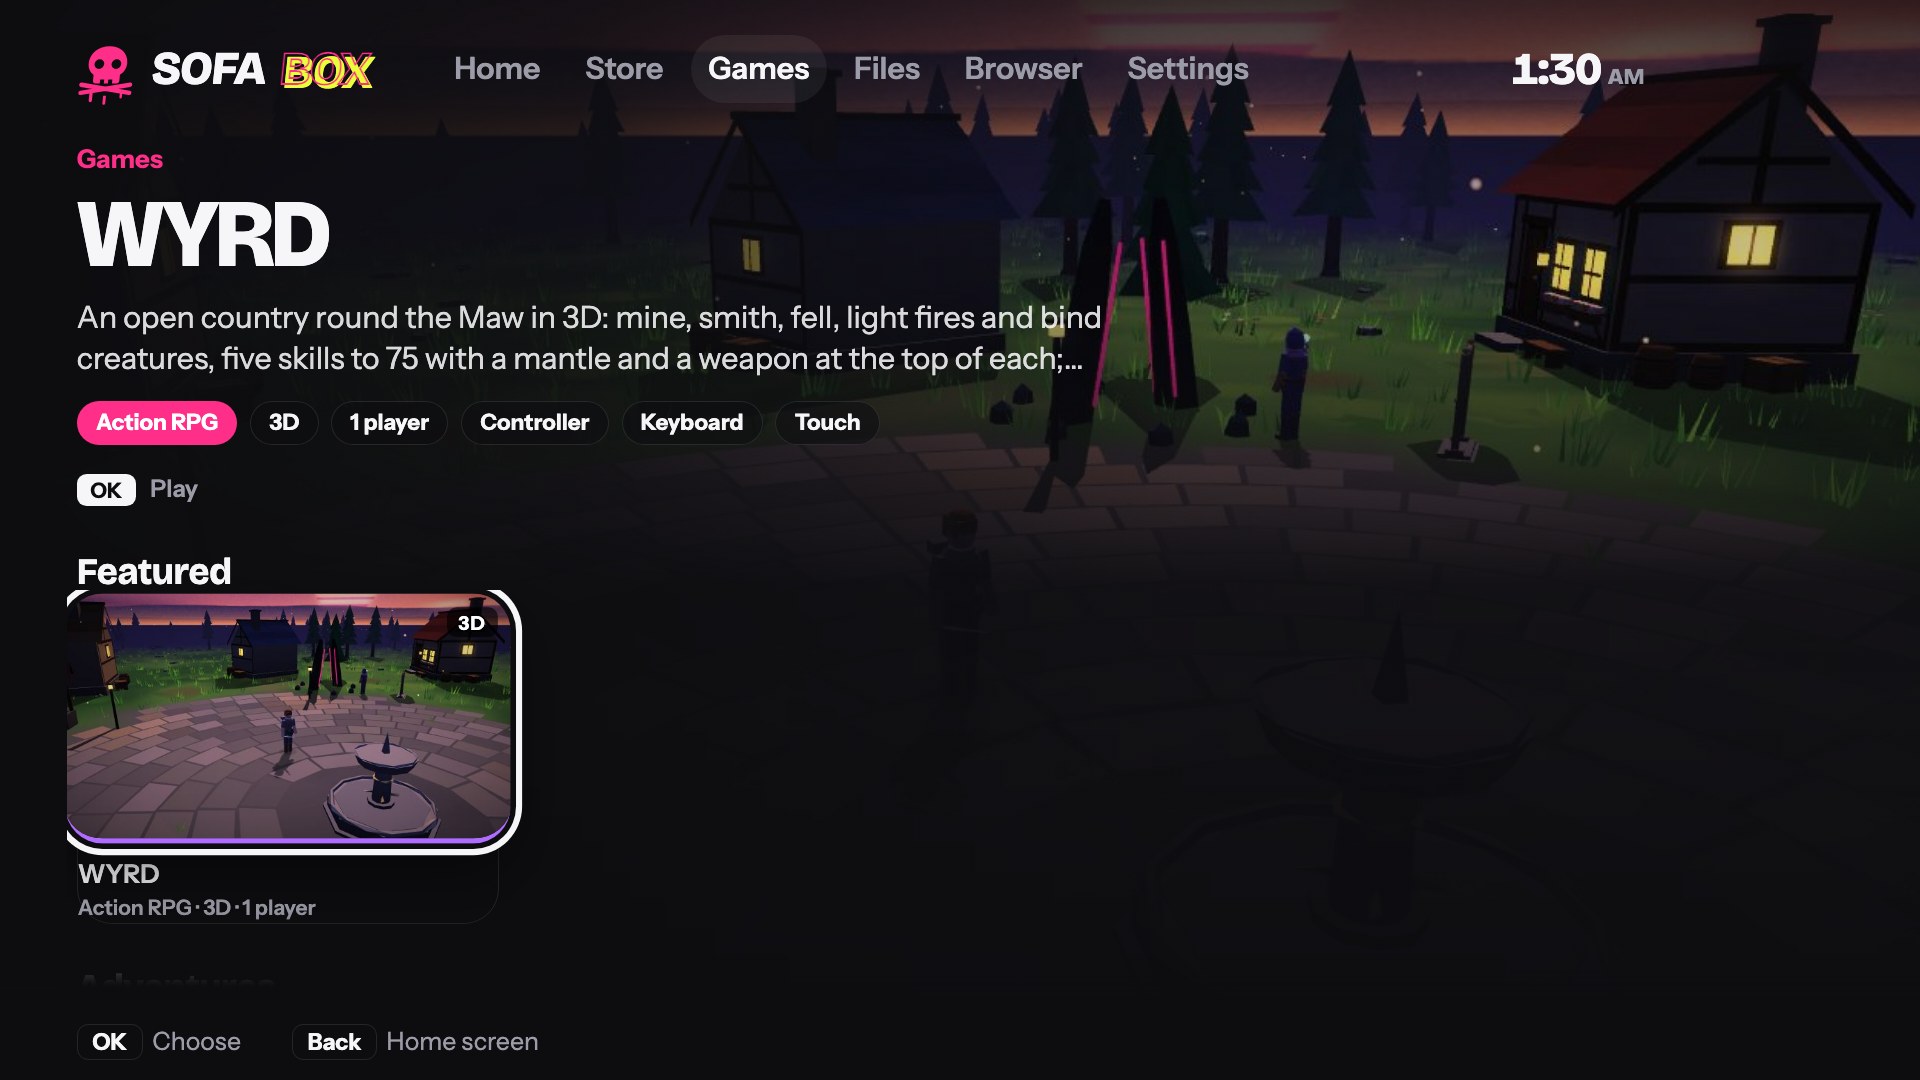 SOFA BOX
Home
Store
Games
Files
Browser
Settings
1:30 AM
Games
WYRD
An open country round the Maw in 3D: mine, smith, fell, light fires and bind
creatures, five skills to 75 with a mantle and a weapon at the top of each;...
Action RPG
3D
1 player
Controller
Keyboard
Touch
OK Play
Featured
3D
WYRD
Action RPG · 3D · 1 player
OK Choose
Back Home screen